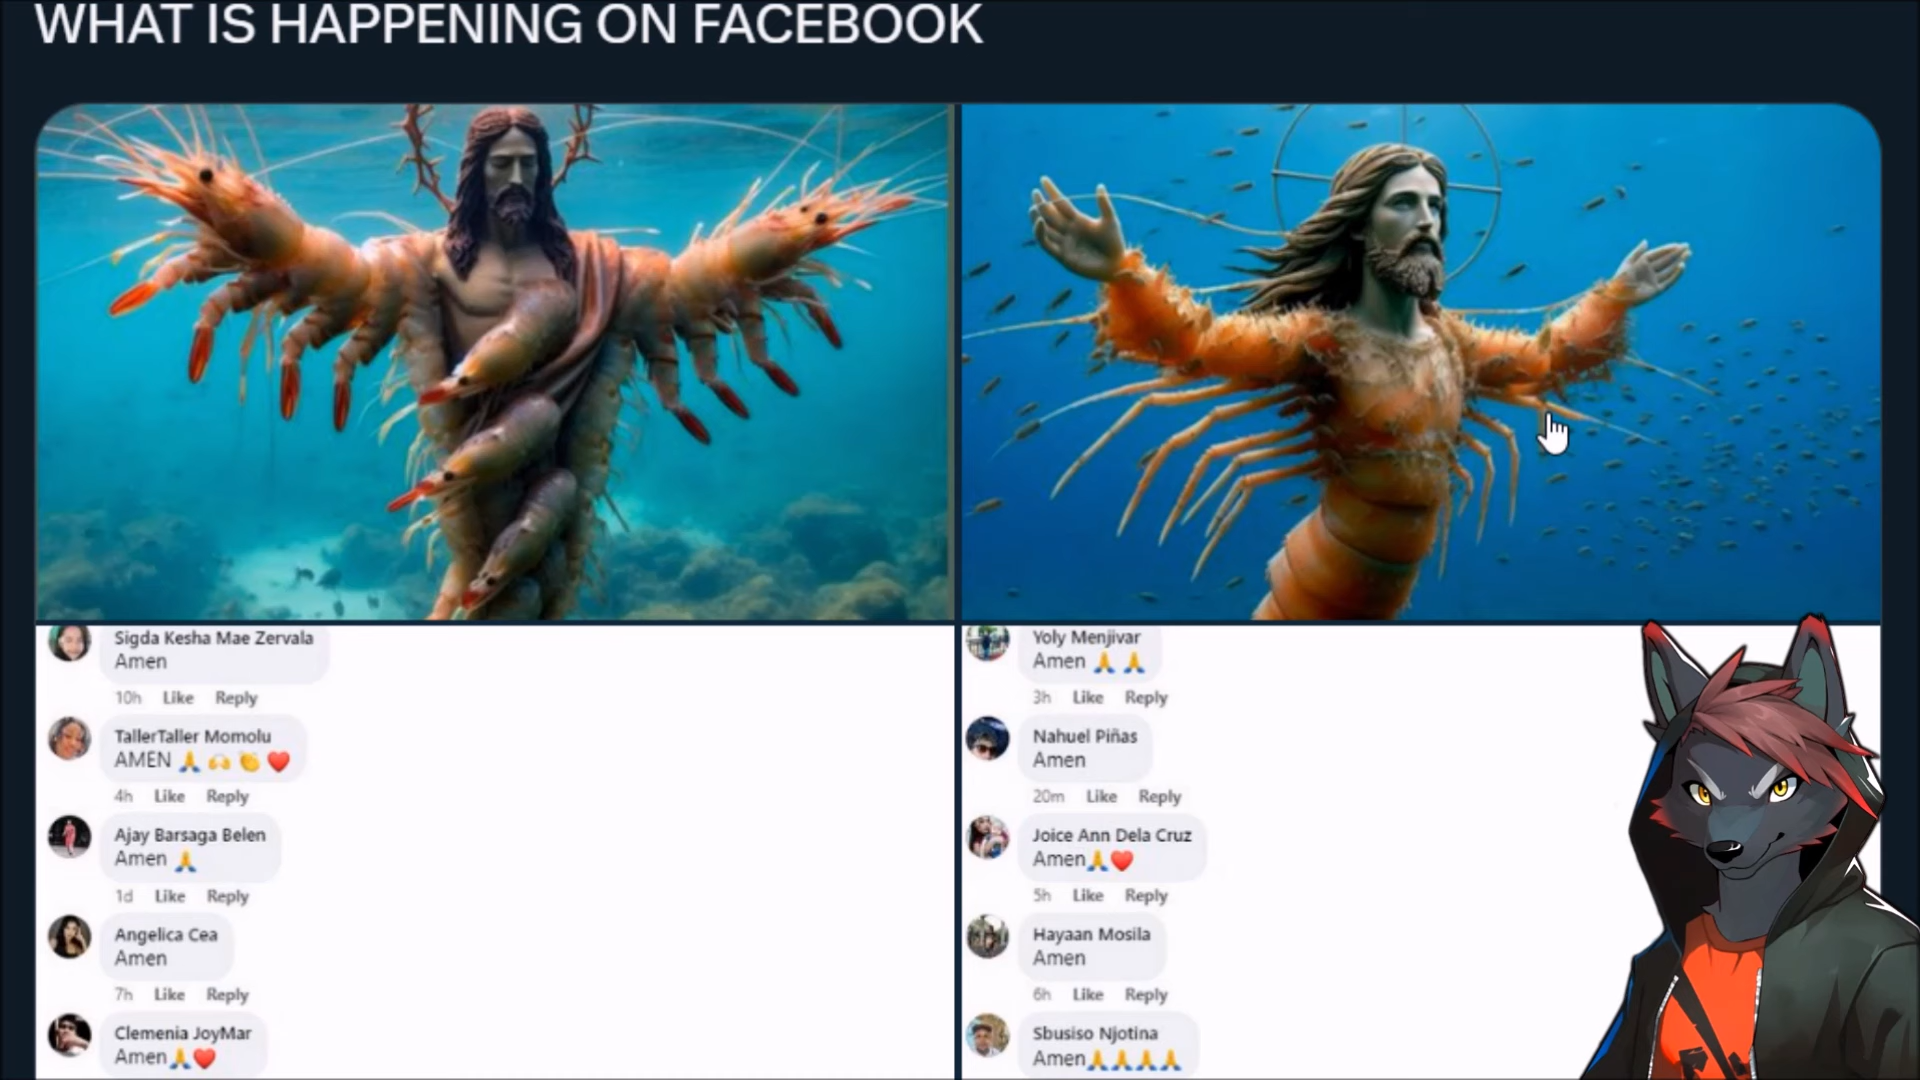 WHAT IS HAPPENING ON FACEBOOK
Sigda Kesha Mae Zervala
Amen
10h Like Reply
TallerTaller Momolu
AMEN 🙏 🙌 👏 ❤️
4h Like Reply
Ajay Barsaga Belen
Amen 🙏
1d Like Reply
Angelica Cea
Amen
7h Like Reply
Clemenia JoyMar
Amen🙏❤️
Yoly Menjivar
Amen 🙏 🙏
3h Like Reply
Nahuel Piñas
Amen
20m Like Reply
Joice Ann Dela Cruz
Amen🙏❤️
5h Like Reply
Hayaan Mosila
Amen
6h Like Reply
Sbusiso Njotina
Amen🙏🙏🙏🙏